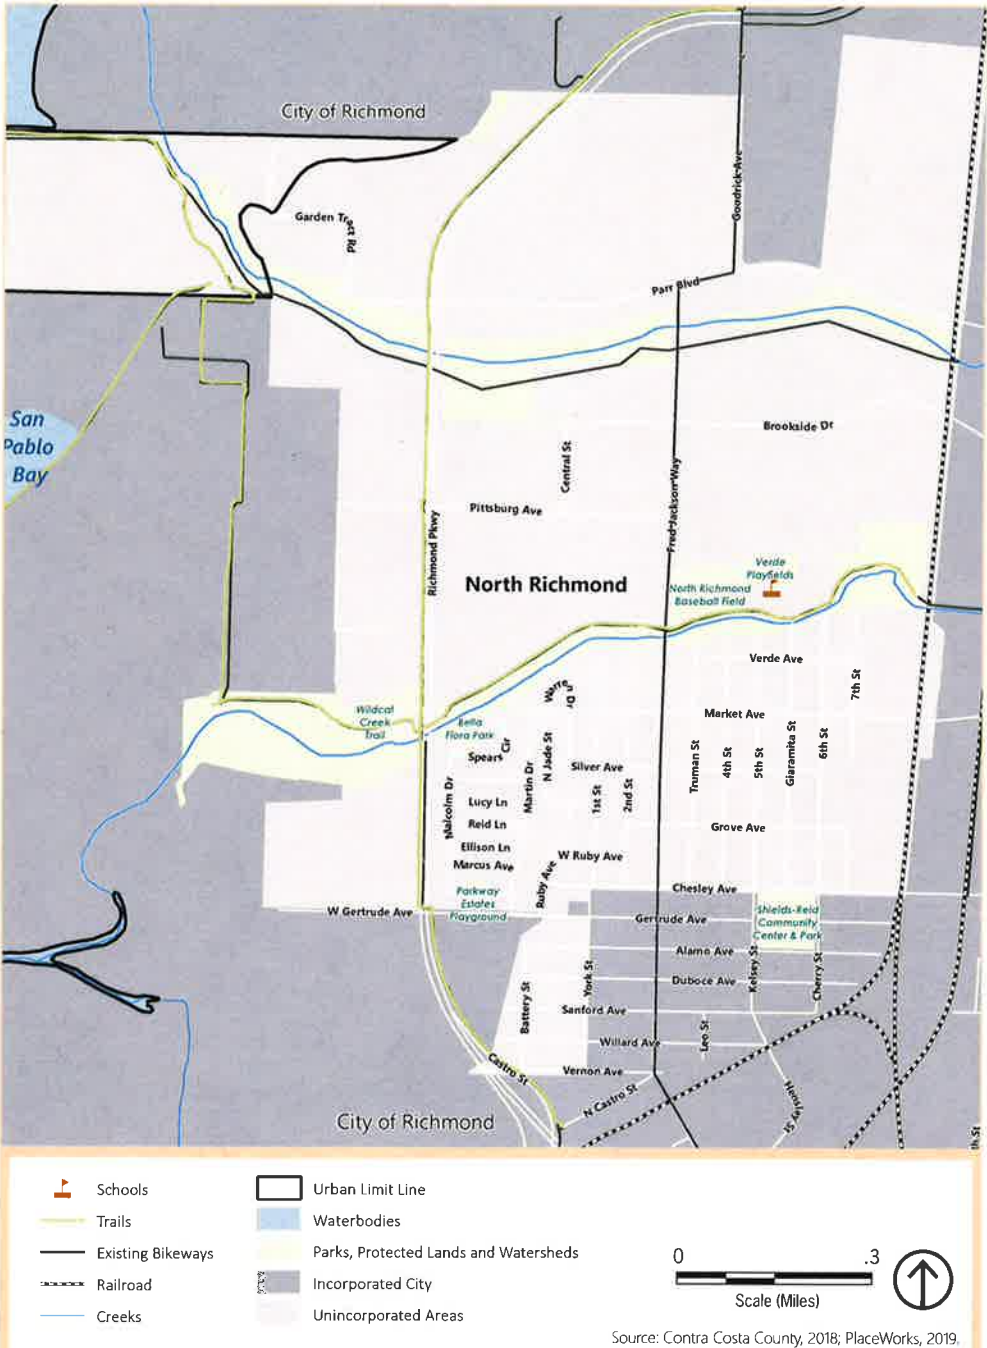 City of Richmond
Goodrick Ave
Garden Tract Rd
Parr Blvd
San
Pablo
Bay
Brookside Dr
Central St
Pittsburg Ave
Fred Jackson Way
Richmond Pkwy
North Richmond
Verde
Playfields
North Richmond
Baseball Field
Verde Ave
7th St
Warren Dr
Wildcat
Creek
Trail
Bella
Flora Park
Market Ave
Spears Cir
N Jade St
Truman St
4th St
5th St
Giaramita St
6th St
Silver Ave
Malcolm Dr
Martin Dr
1st St
2nd St
Lucy Ln
Reid Ln
Grove Ave
Ellison Ln
Marcus Ave
W Ruby Ave
Ruby Ave
Parkway
Estates
Playground
Chesley Ave
W Gertrude Ave
Gertrude Ave
Shields-Reid
Community
Center & Park
Alamo Ave
Kelsey St
Cherry St
York St
Duboce Ave
Battery St
Sanford Ave
Leo St
Willard Ave
Castro St
Vernon Ave
N Castro St
Hensley St
City of Richmond
th St
Schools
Trails
Existing Bikeways
Railroad
Creeks
Urban Limit Line
Waterbodies
Parks, Protected Lands and Watersheds
Incorporated City
Unincorporated Areas
0 .3
Scale (Miles)
Source: Contra Costa County, 2018; PlaceWorks, 2019.